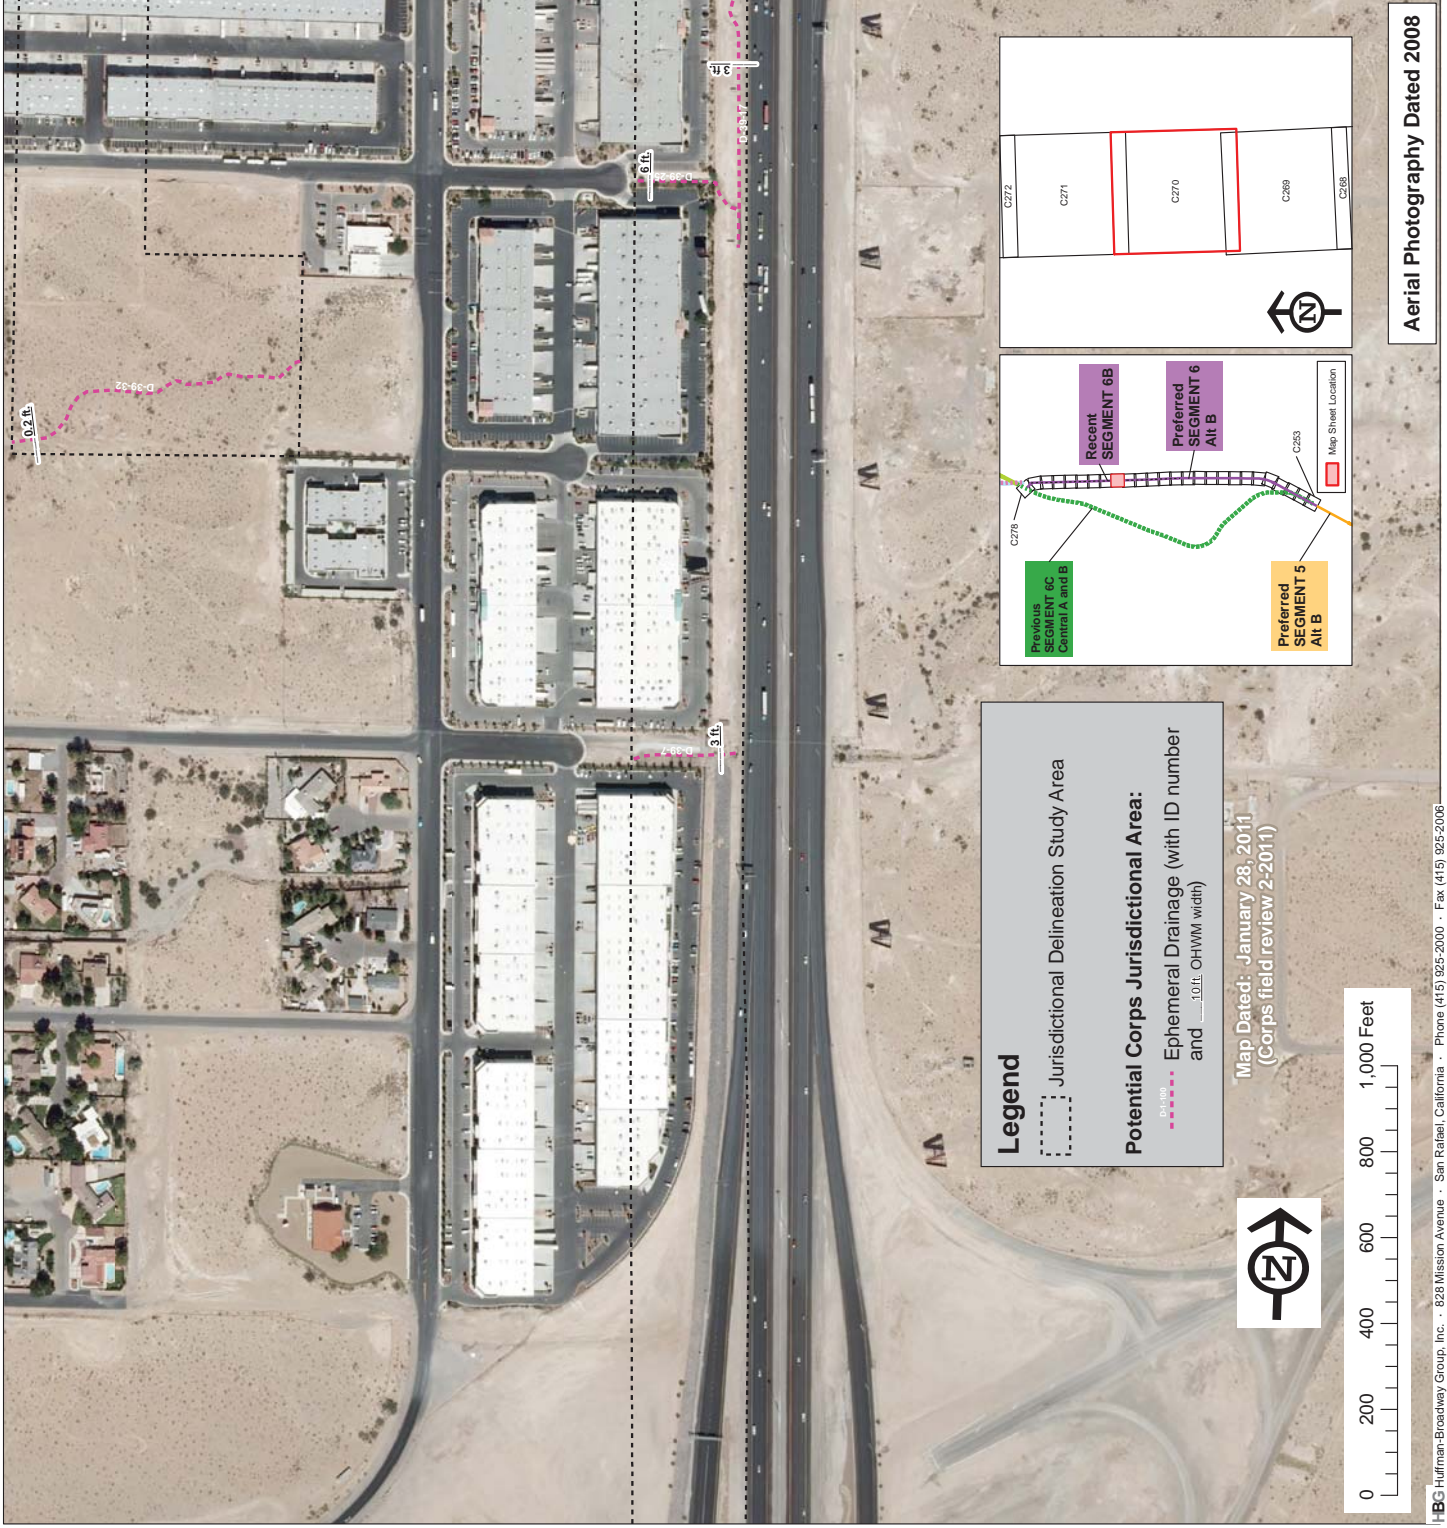 0.2 ft.
D-39-32
6 ft.
D-39-25
3 ft.
3 ft.
D-39-7
Legend
Jurisdictional Delineation Study Area
Potential Corps Jurisdictional Area:
D-1-100
Ephemeral Drainage (with ID number
and 10ft. OHWM width)
Map Dated: January 28, 2011
(Corps field review 2-2011)
N
0 200 400 600 800 1,000 Feet
Previous
SEGMENT 6C
Central A and B
Recent
SEGMENT 6B
Preferred
SEGMENT 6
Alt B
Preferred
SEGMENT 5
Alt B
C278
C253
Map Sheet Location
N
C272
C271
C270
C269
C268
Aerial Photography Dated 2008
HBG Huffman-Broadway Group, Inc. · 828 Mission Avenue · San Rafael, California · Phone (415) 925-2000 · Fax (415) 925-2006